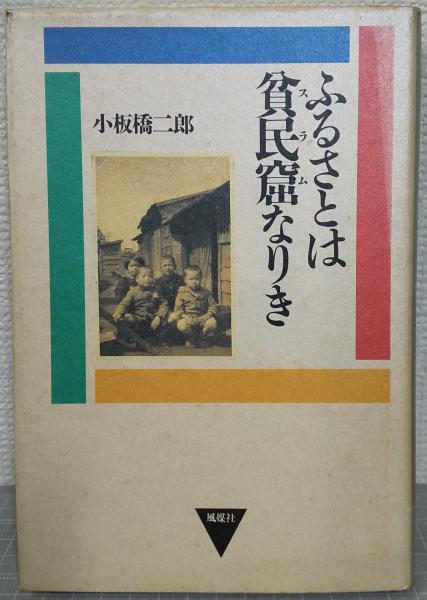 ふるさとは
貧民窟なりき
スラム
小板橋二郎
風媒社